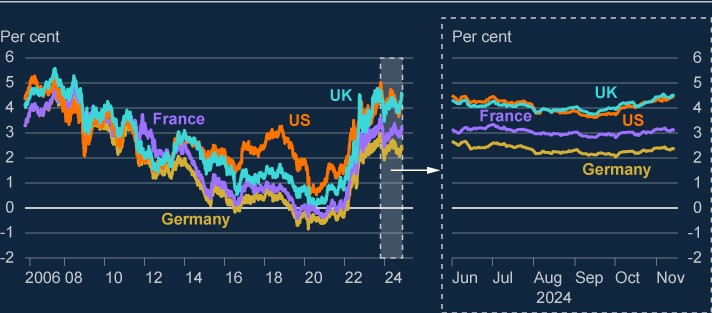 Per cent
6
5
4
3
2
1
0
-1
-2
UK
US
France
Germany
2006 08 10 12 14 16 18 20 22 24
Per cent
6
5
4
3
2
1
0
-1
-2
UK
France
US
Germany
Jun Jul Aug Sep Oct Nov
2024